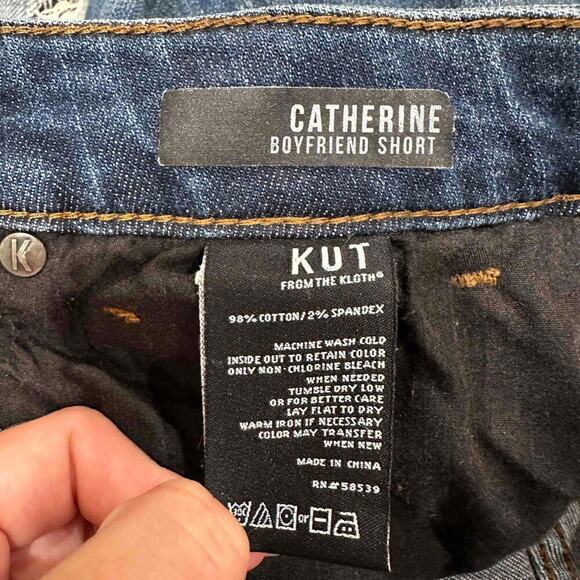 CATHERINE
BOYFRIEND SHORT
K
KUT
FROM THE KLOTH®
98% COTTON/2% SPANDEX
MACHINE WASH COLD
INSIDE OUT TO RETAIN COLOR
ONLY NON-CHLORINE BLEACH
WHEN NEEDED
TUMBLE DRY LOW
OR FOR BETTER CARE
LAY FLAT TO DRY
WARM IRON IF NECESSARY
COLOR MAY TRANSFER
WHEN NEW
MADE IN CHINA
RN#58539
or